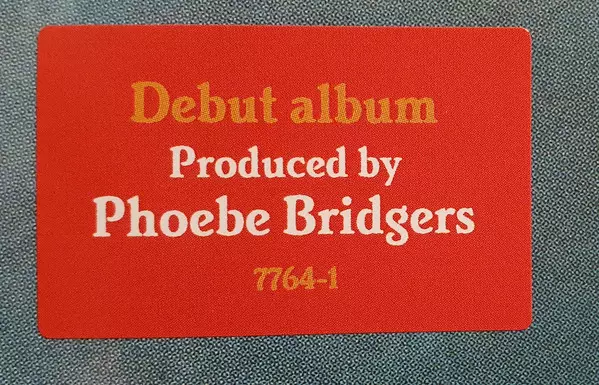 Debut album
Produced by
Phoebe Bridgers
7764-1